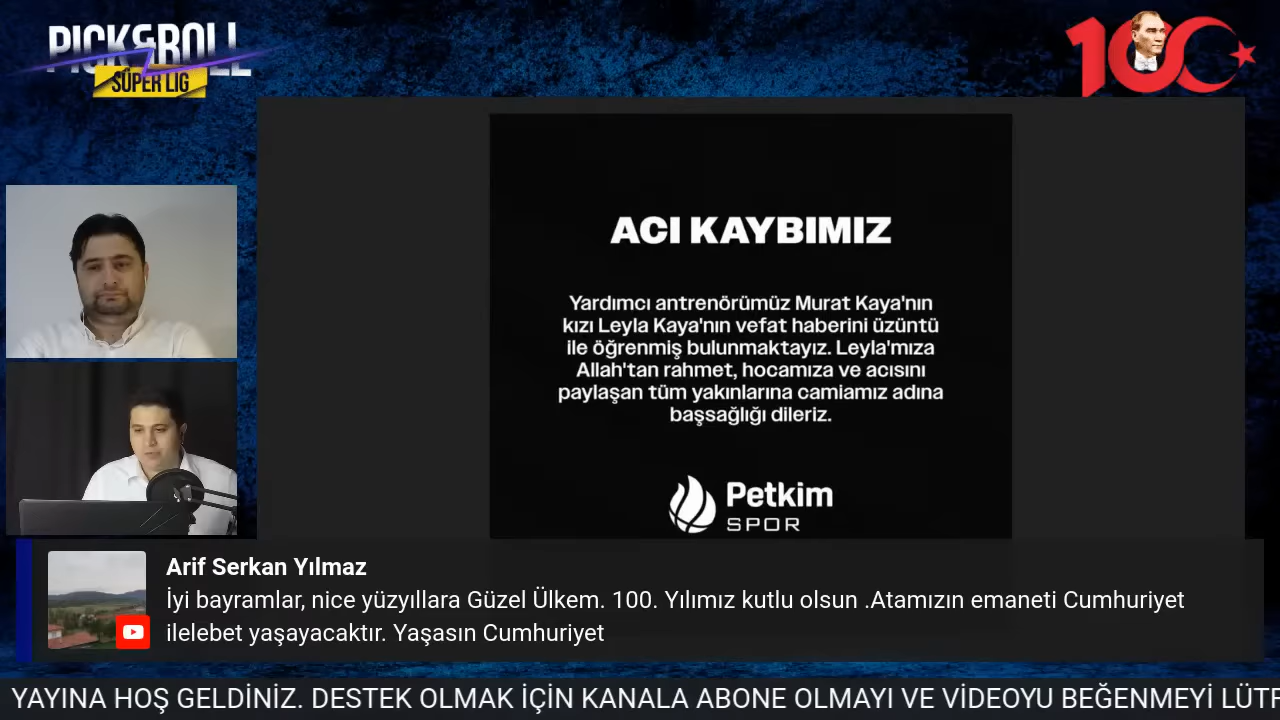 PICK&ROLL
SÜPER LIG
100
ACI KAYBIMIZ
Yardımcı antrenörümüz Murat Kaya'nın
kızı Leyla Kaya'nın vefat haberini üzüntü
ile öğrenmiş bulunmaktayız. Leyla'mıza
Allah'tan rahmet, hocamıza ve acısını
paylaşan tüm yakınlarına camiamız adına
başsağlığı dileriz.
Petkim
SPOR
Arif Serkan Yılmaz
İyi bayramlar, nice yüzyıllara Güzel Ülkem. 100. Yılımız kutlu olsun .Atamızın emaneti Cumhuriyet
ilelebet yaşayacaktır. Yaşasın Cumhuriyet
YAYINA HOŞ GELDİNİZ. DESTEK OLMAK İÇİN KANALA ABONE OLMAYI VE VİDEOYU BEĞENMEYİ